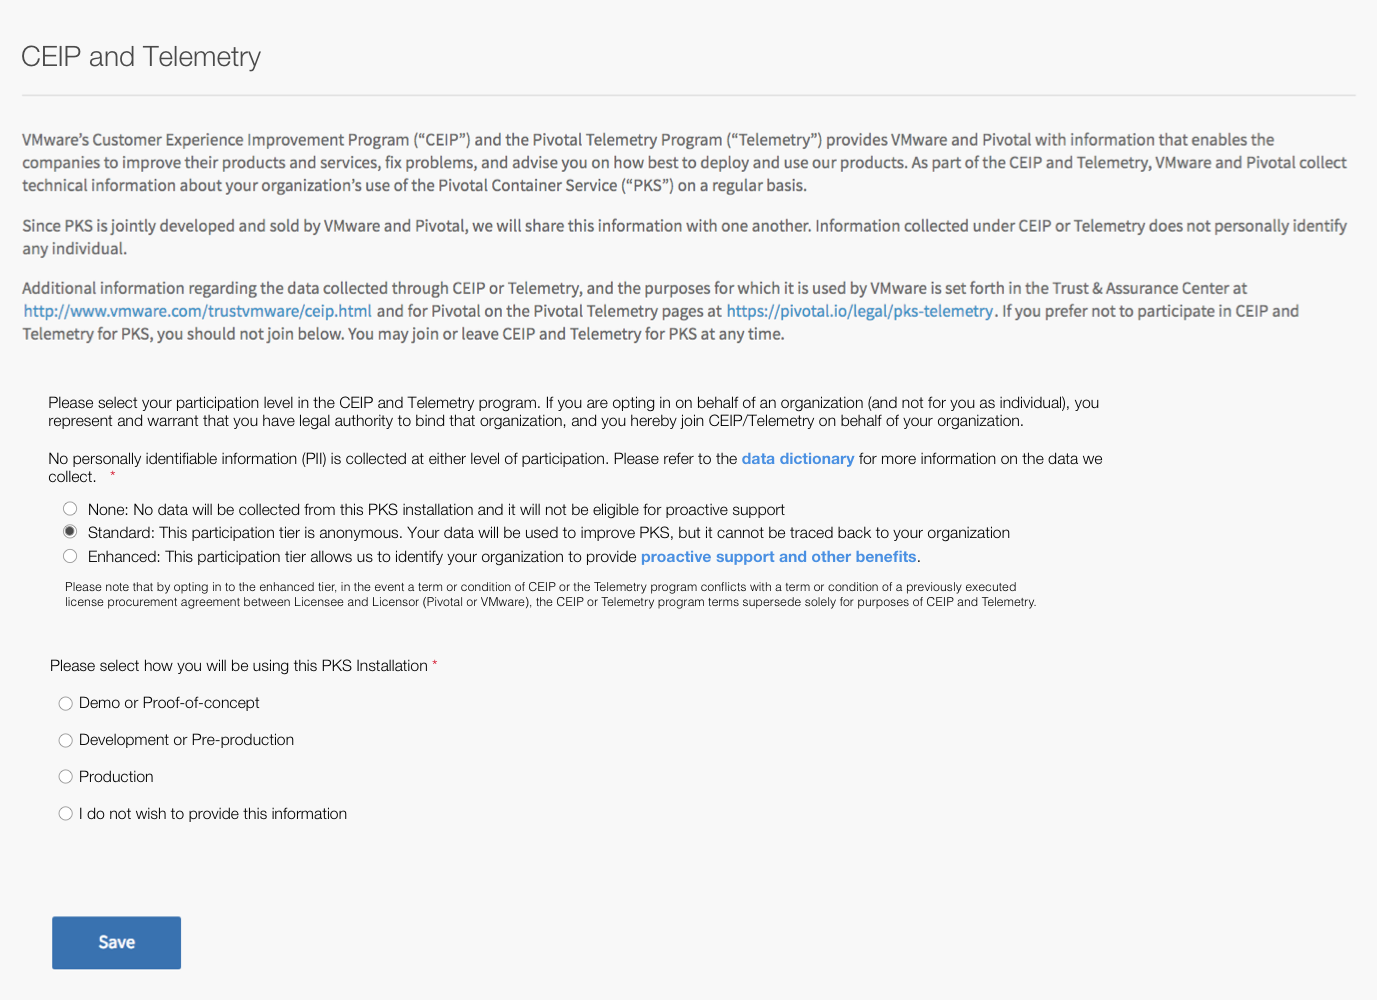 CEIP and Telemetry
VMware’s Customer Experience Improvement Program (“CEIP”) and the Pivotal Telemetry Program (“Telemetry”) provides VMware and Pivotal with information that enables the
companies to improve their products and services, fix problems, and advise you on how best to deploy and use our products. As part of the CEIP and Telemetry, VMware and Pivotal collect
technical information about your organization’s use of the Pivotal Container Service (“PKS”) on a regular basis.
Since PKS is jointly developed and sold by VMware and Pivotal, we will share this information with one another. Information collected under CEIP or Telemetry does not personally identify
any individual.
Additional information regarding the data collected through CEIP or Telemetry, and the purposes for which it is used by VMware is set forth in the Trust & Assurance Center at
http://www.vmware.com/trustvmware/ceip.html and for Pivotal on the Pivotal Telemetry pages at https://pivotal.io/legal/pks-telemetry. If you prefer not to participate in CEIP and
Telemetry for PKS, you should not join below. You may join or leave CEIP and Telemetry for PKS at any time.
Please select your participation level in the CEIP and Telemetry program. If you are opting in on behalf of an organization (and not for you as individual), you
represent and warrant that you have legal authority to bind that organization, and you hereby join CEIP/Telemetry on behalf of your organization.
No personally identifiable information (PII) is collected at either level of participation. Please refer to the data dictionary for more information on the data we
collect. *
None: No data will be collected from this PKS installation and it will not be eligible for proactive support
Standard: This participation tier is anonymous. Your data will be used to improve PKS, but it cannot be traced back to your organization
Enhanced: This participation tier allows us to identify your organization to provide proactive support and other benefits.
Please note that by opting in to the enhanced tier, in the event a term or condition of CEIP or the Telemetry program conflicts with a term or condition of a previously executed
license procurement agreement between Licensee and Licensor (Pivotal or VMware), the CEIP or Telemetry program terms supersede solely for purposes of CEIP and Telemetry.
Please select how you will be using this PKS Installation *
Demo or Proof-of-concept
Development or Pre-production
Production
I do not wish to provide this information
Save